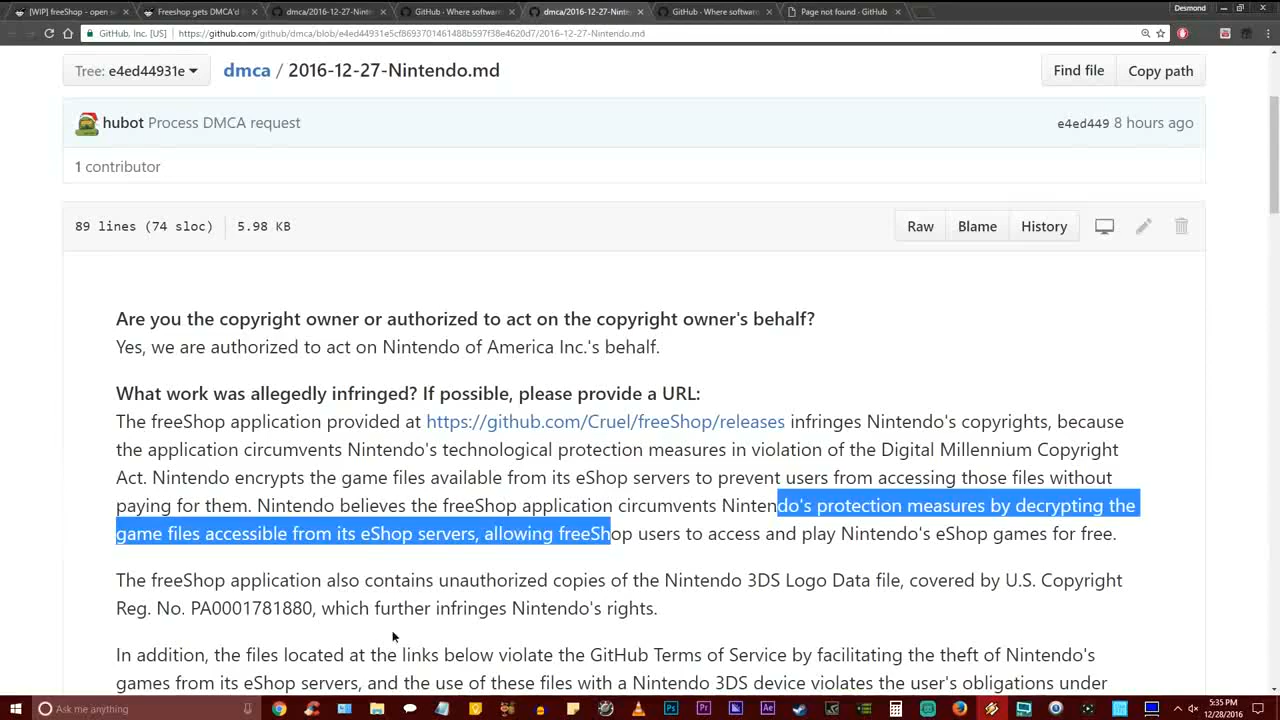 [WIP] freeShop - open s
Freeshop gets DMCA'd
dmca/2016-12-27-Ninten
GitHub - Where softwar
dmca/2016-12-27-Ninten
GitHub - Where softwar
Page not found · GitHub
Desmond
GitHub, Inc. [US]
https://github.com/github/dmca/blob/e4ed44931e5cf8693701461488b597f38e4620d7/2016-12-27-Nintendo.md
Tree: e4ed44931e
dmca / 2016-12-27-Nintendo.md
Find file
Copy path
hubot Process DMCA request
e4ed449 8 hours ago
1 contributor
89 lines (74 sloc)
5.98 KB
Raw
Blame
History
Are you the copyright owner or authorized to act on the copyright owner's behalf?
Yes, we are authorized to act on Nintendo of America Inc.'s behalf.
What work was allegedly infringed? If possible, please provide a URL:
The freeShop application provided at https://github.com/Cruel/freeShop/releases infringes Nintendo's copyrights, because
the application circumvents Nintendo's technological protection measures in violation of the Digital Millennium Copyright
Act. Nintendo encrypts the game files available from its eShop servers to prevent users from accessing those files without
paying for them. Nintendo believes the freeShop application circumvents Nintendo's protection measures by decrypting the
game files accessible from its eShop servers, allowing freeShop users to access and play Nintendo's eShop games for free.
The freeShop application also contains unauthorized copies of the Nintendo 3DS Logo Data file, covered by U.S. Copyright
Reg. No. PA0001781880, which further infringes Nintendo's rights.
In addition, the files located at the links below violate the GitHub Terms of Service by facilitating the theft of Nintendo's
games from its eShop servers, and the use of these files with a Nintendo 3DS device violates the user's obligations under
Ask me anything
Ps
Pr
Ae
5:35 PM
12/28/2016